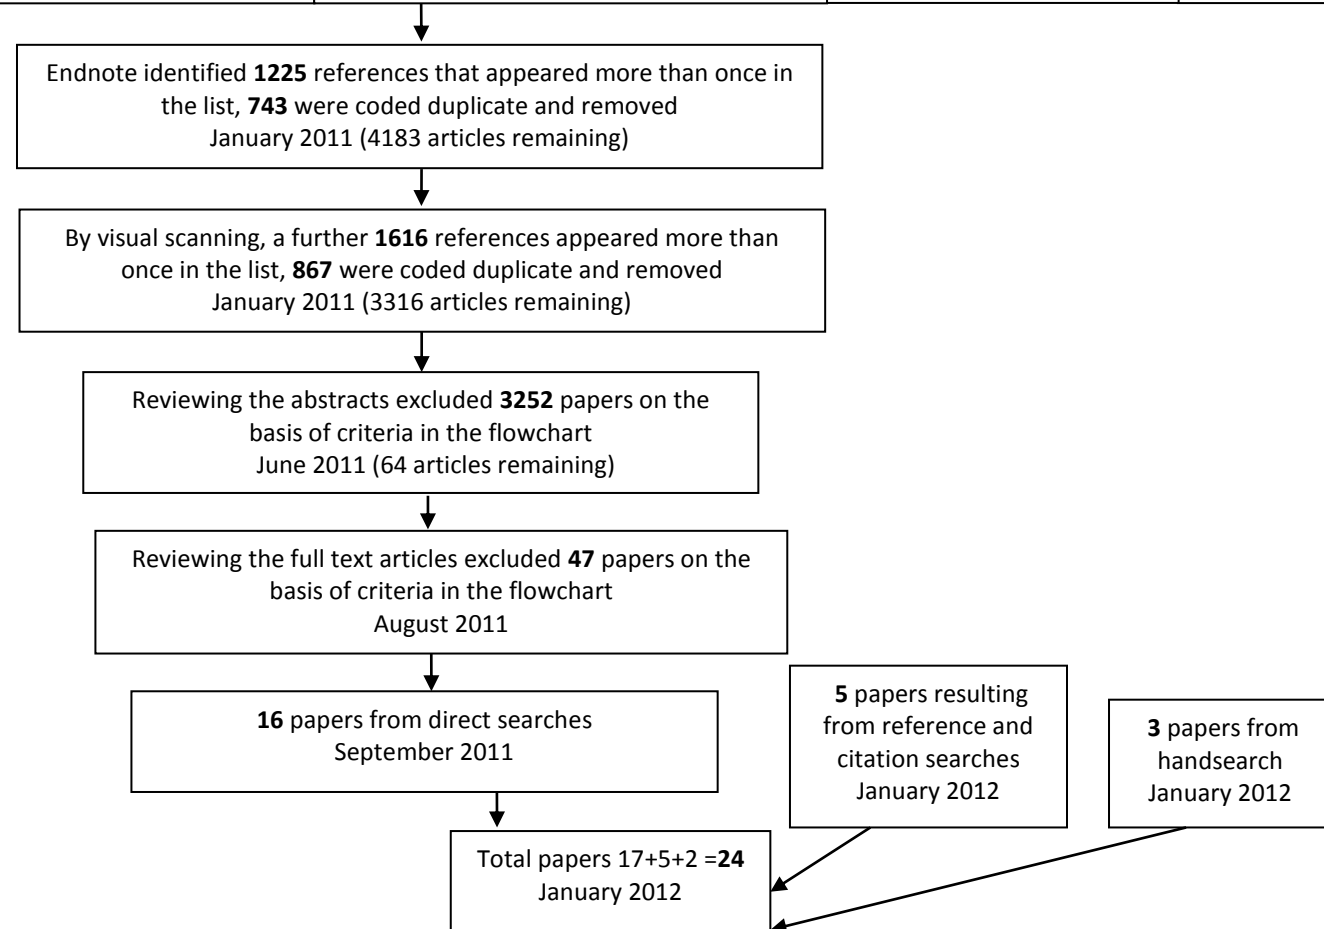 Endnote identified 1225 references that appeared more than once in
the list, 743 were coded duplicate and removed
January 2011 (4183 articles remaining)
By visual scanning, a further 1616 references appeared more than
once in the list, 867 were coded duplicate and removed
January 2011 (3316 articles remaining)
Reviewing the abstracts excluded 3252 papers on the
basis of criteria in the flowchart
June 2011 (64 articles remaining)
Reviewing the full text articles excluded 47 papers on the
basis of criteria in the flowchart
August 2011
16 papers from direct searches
September 2011
5 papers resulting
from reference and
citation searches
January 2012
3 papers from
handsearch
January 2012
Total papers 17+5+2 =24
January 2012